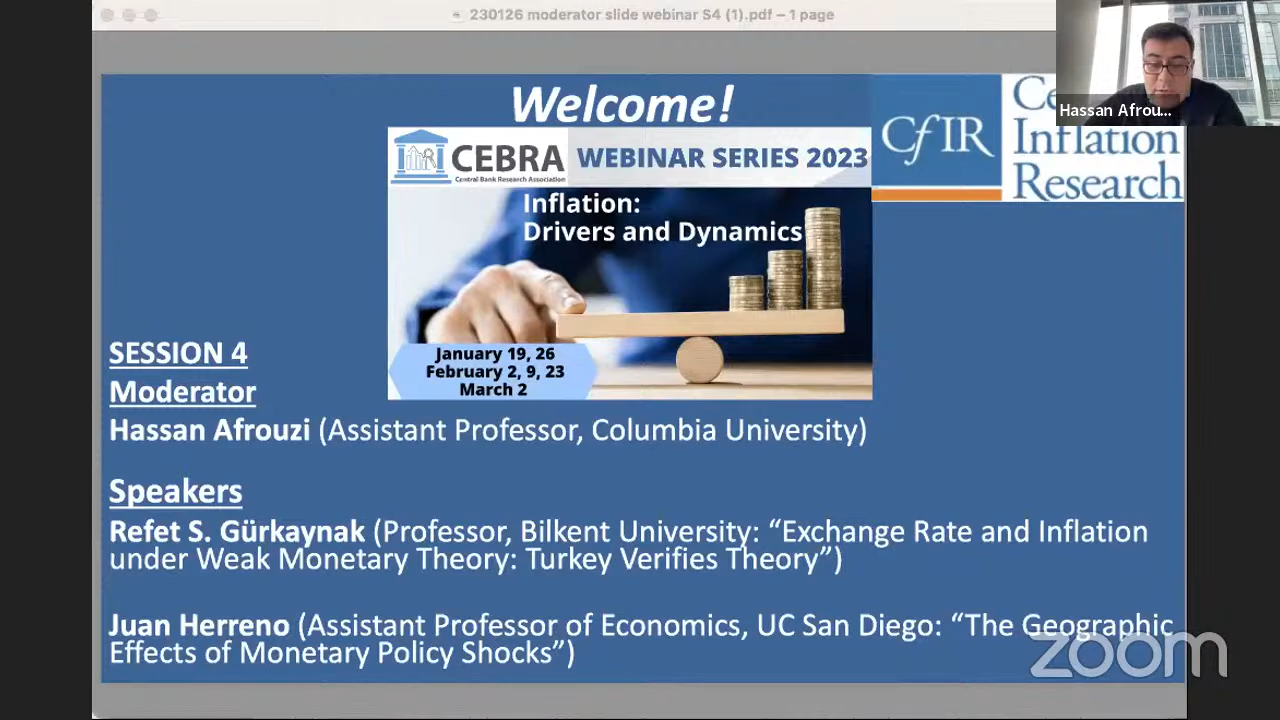 230126 moderator slide webinar S4 (1).pdf – 1 page
Hassan Afrou...
Welcome!
CEBRA
Central Bank Research Association
WEBINAR SERIES 2023
CfIR
Inflation
Research
Inflation:
Drivers and Dynamics
January 19, 26
February 2, 9, 23
March 2
SESSION 4
Moderator
Hassan Afrouzi (Assistant Professor, Columbia University)
Speakers
Refet S. Gürkaynak (Professor, Bilkent University: “Exchange Rate and Inflation
under Weak Monetary Theory: Turkey Verifies Theory”)
Juan Herreno (Assistant Professor of Economics, UC San Diego: “The Geographic
Effects of Monetary Policy Shocks”)
zoom